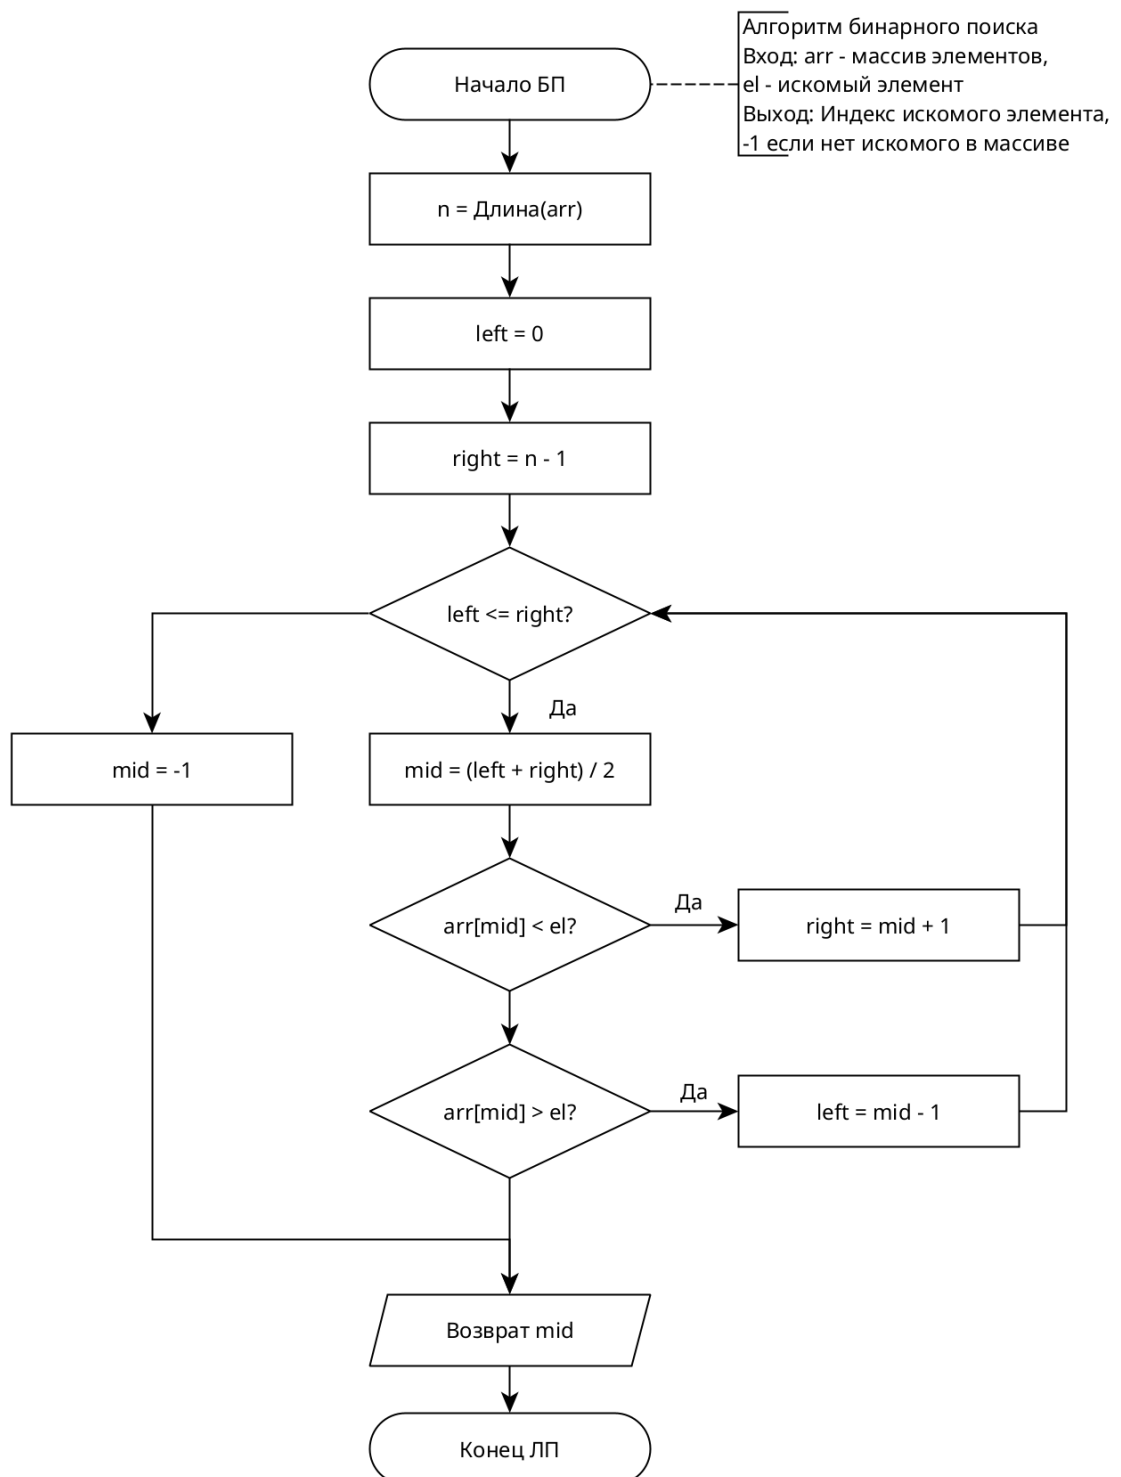 Алгоритм бинарного поиска
Вход: arr - массив элементов,
el - искомый элемент
Выход: Индекс искомого элемента,
-1 если нет искомого в массиве
Начало БП
n = Длина(arr)
left = 0
right = n - 1
left <= right?
Да
mid = -1
mid = (left + right) / 2
arr[mid] < el?
Да
right = mid + 1
arr[mid] > el?
Да
left = mid - 1
Возврат mid
Конец ЛП